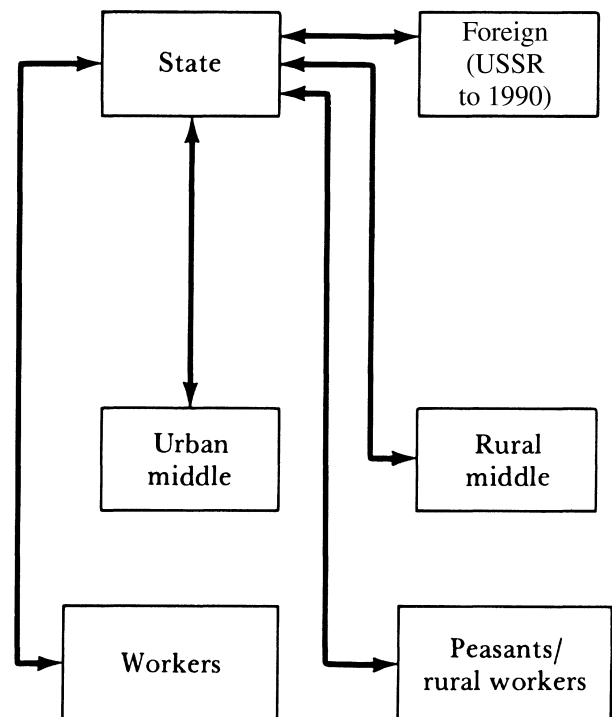 State
Foreign
(USSR
to 1990)
Urban
middle
Rural
middle
Workers
Peasants/
rural workers